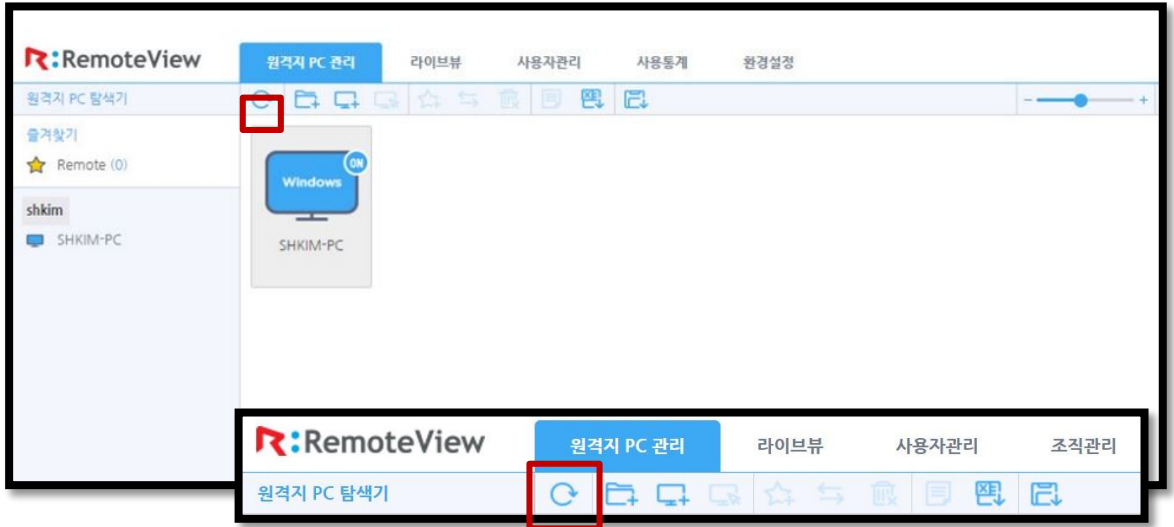 RemoteView
원격지 PC 관리 라이브뷰 사용자관리 사용통계 환경설정
원격지 PC 탐색기
즐겨찾기
Remote (0)
shkim
SHKIM-PC
ON
Windows
SHKIM-PC
RemoteView
원격지 PC 관리 라이브뷰 사용자관리 조직관리
원격지 PC 탐색기